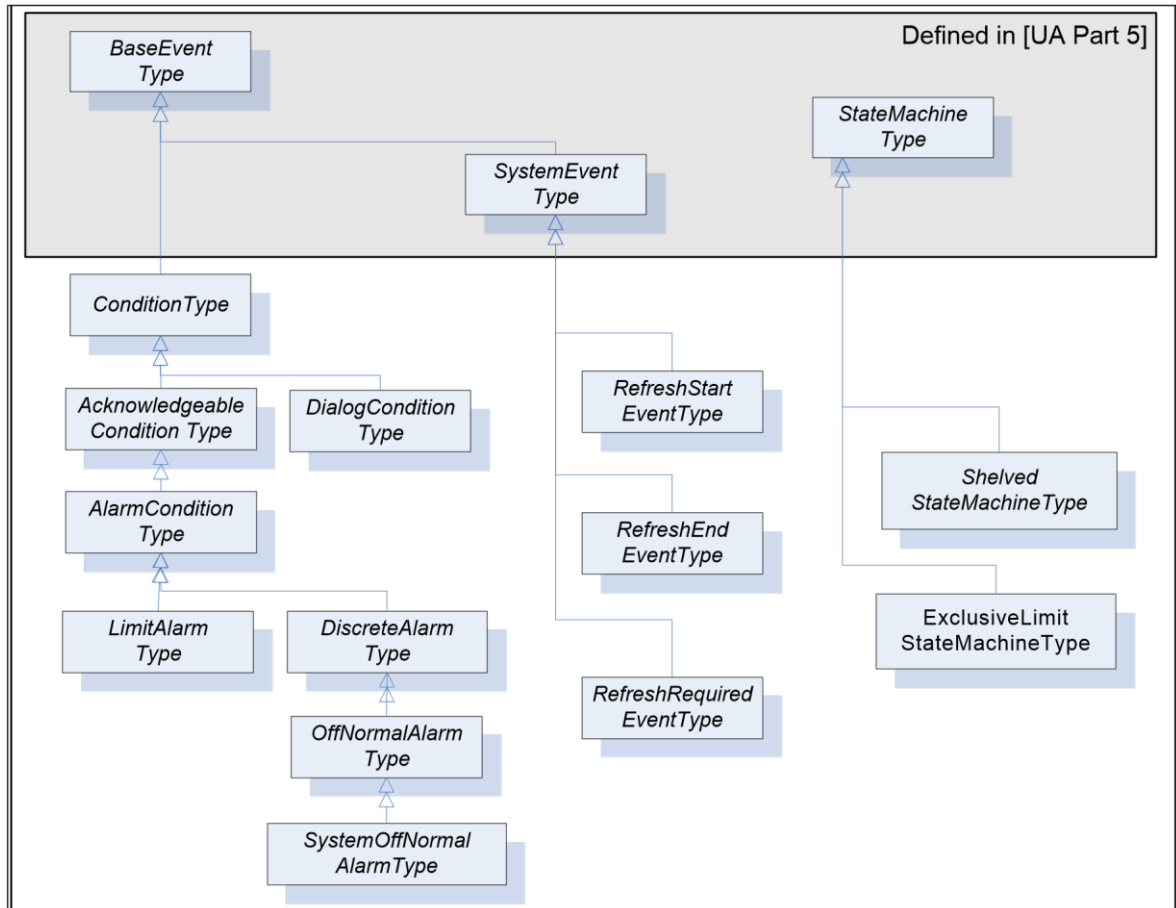 Defined in [UA Part 5]
BaseEvent
Type
StateMachine
Type
SystemEvent
Type
ConditionType
Acknowledgeable
Condition Type
DialogCondition
Type
RefreshStart
EventType
Shelved
StateMachineType
AlarmCondition
Type
RefreshEnd
EventType
LimitAlarm
Type
DiscreteAlarm
Type
ExclusiveLimit
StateMachineType
RefreshRequired
EventType
OffNormalAlarm
Type
SystemOffNormal
AlarmType